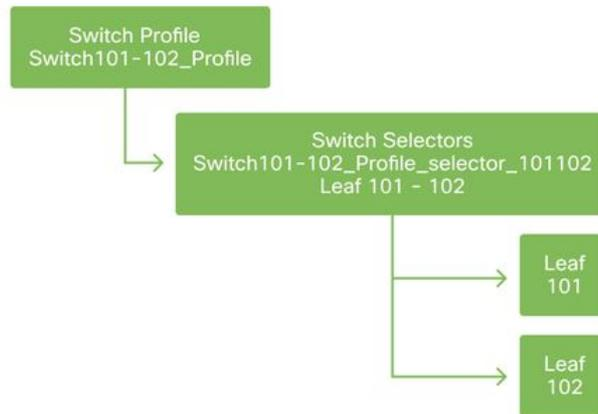 Switch Profile
Switch101-102_Profile
Switch Selectors
Switch101-102_Profile_selector_101102
Leaf 101 - 102
Leaf
101
Leaf
102